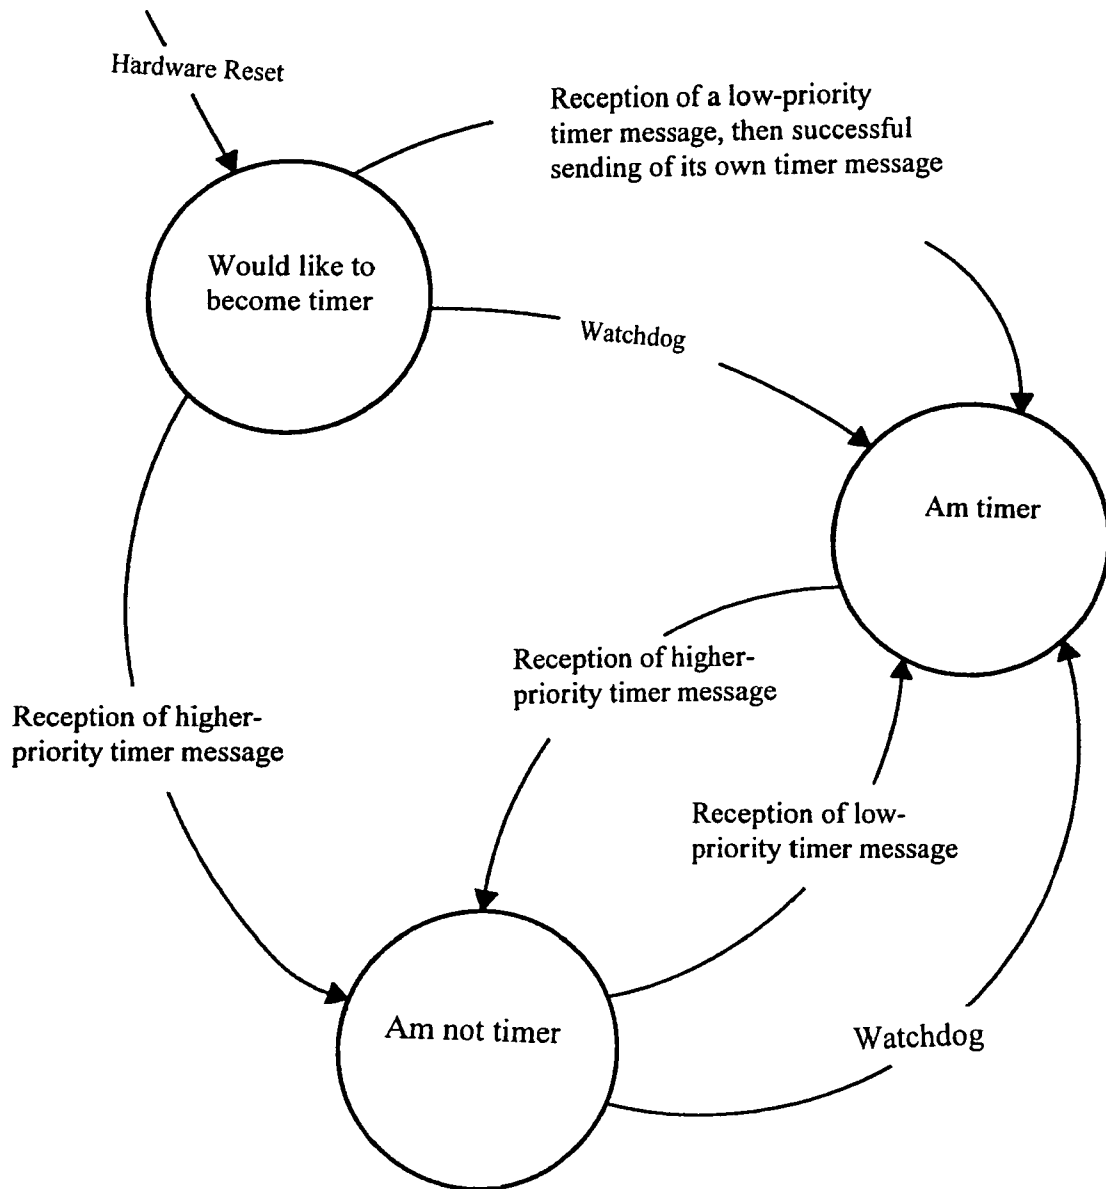 Hardware Reset
Reception of a low-priority
timer message, then successful
sending of its own timer message
Would like to
become timer
Watchdog
Am timer
Reception of higher-
priority timer message
Reception of higher-
priority timer message
Reception of low-
priority timer message
Am not timer
Watchdog